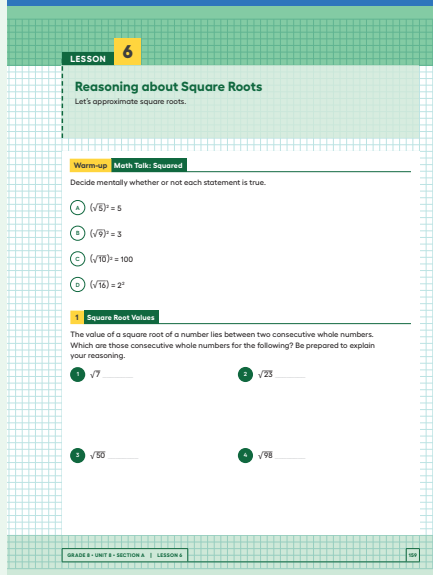 LESSON 6
Reasoning about Square Roots
Let's approximate square roots.
Warm-up Math Talk: Squared
Decide mentally whether or not each statement is true.
A (√5)² = 5
B (√9)² = 3
C (√10)² = 100
D (√16) = 2²
1 Square Root Values
The value of a square root of a number lies between two consecutive whole numbers.
Which are those consecutive whole numbers for the following? Be prepared to explain
your reasoning.
1 √7 2 √23
3 √50 4 √98
GRADE 8 • UNIT 8 • SECTION A | LESSON 6 159